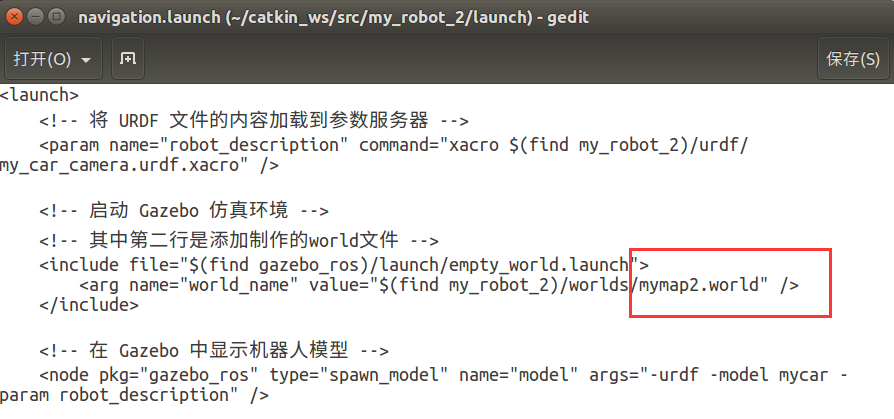 navigation.launch (~/catkin_ws/src/my_robot_2/launch) - gedit
打开(O) 保存(S)
<launch>
<!-- 将 URDF 文件的内容加载到参数服务器 -->
<param name="robot_description" command="xacro $(find my_robot_2)/urdf/
my_car_camera.urdf.xacro" />
<!-- 启动 Gazebo 仿真环境 -->
<!-- 其中第二行是添加制作的world文件 -->
<include file="$(find gazebo_ros)/launch/empty_world.launch">
<arg name="world_name" value="$(find my_robot_2)/worlds/mymap2.world" />
</include>
<!-- 在 Gazebo 中显示机器人模型 -->
<node pkg="gazebo_ros" type="spawn_model" name="model" args="-urdf -model mycar -
param robot_description" />